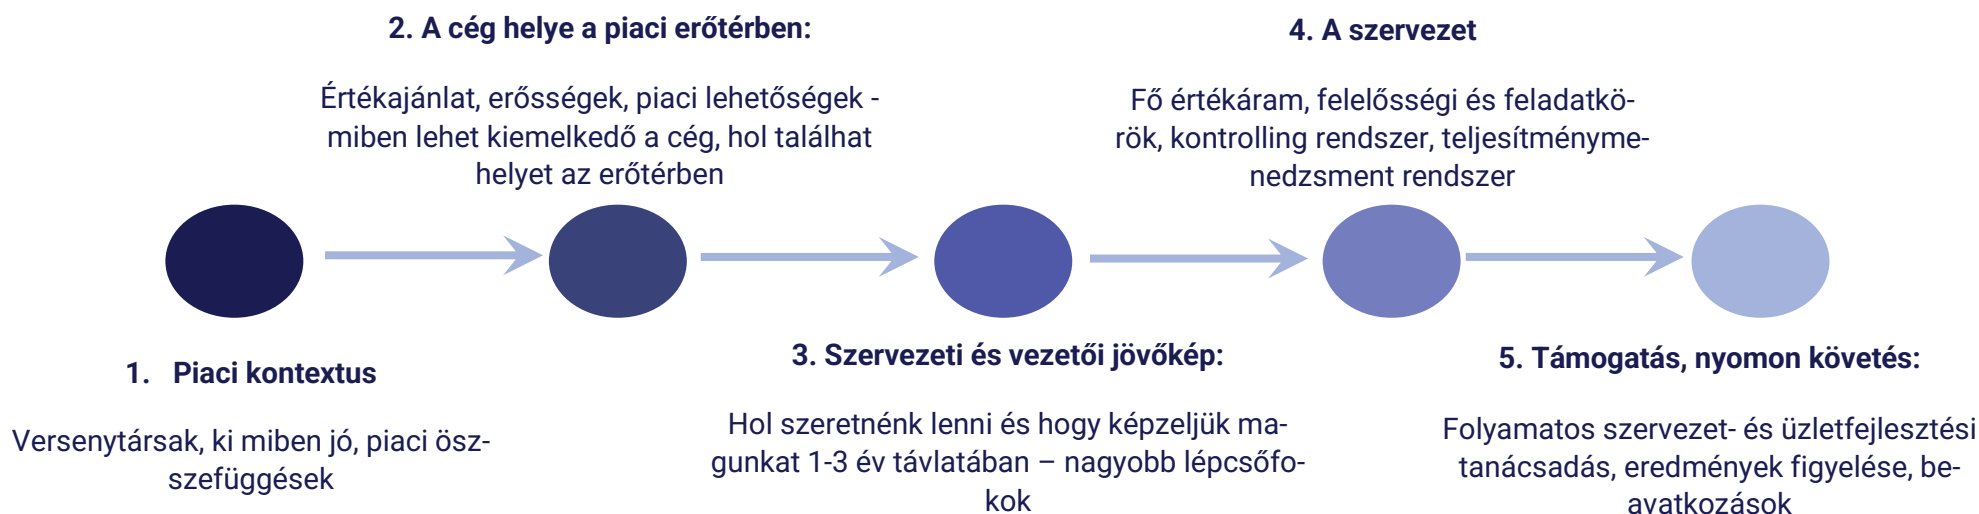 1. Piaci kontextus
Versenytársak, ki miben jó, piaci ösz-
szefüggések
2. A cég helye a piaci erőtérben:
Értékajánlat, erősségek, piaci lehetőségek -
miben lehet kiemelkedő a cég, hol találhat
helyet az erőtérben
3. Szervezeti és vezetői jövőkép:
Hol szeretnénk lenni és hogy képzeljük ma-
gunkat 1-3 év távlatában – nagyobb lépcsőfo-
kok
4. A szervezet
Fő értékáram, felelősségi és feladatkö-
rök, kontrolling rendszer, teljesítményme-
nedzsment rendszer
5. Támogatás, nyomon követés:
Folyamatos szervezet- és üzletfejlesztési
tanácsadás, eredmények figyelése, be-
avatkozások